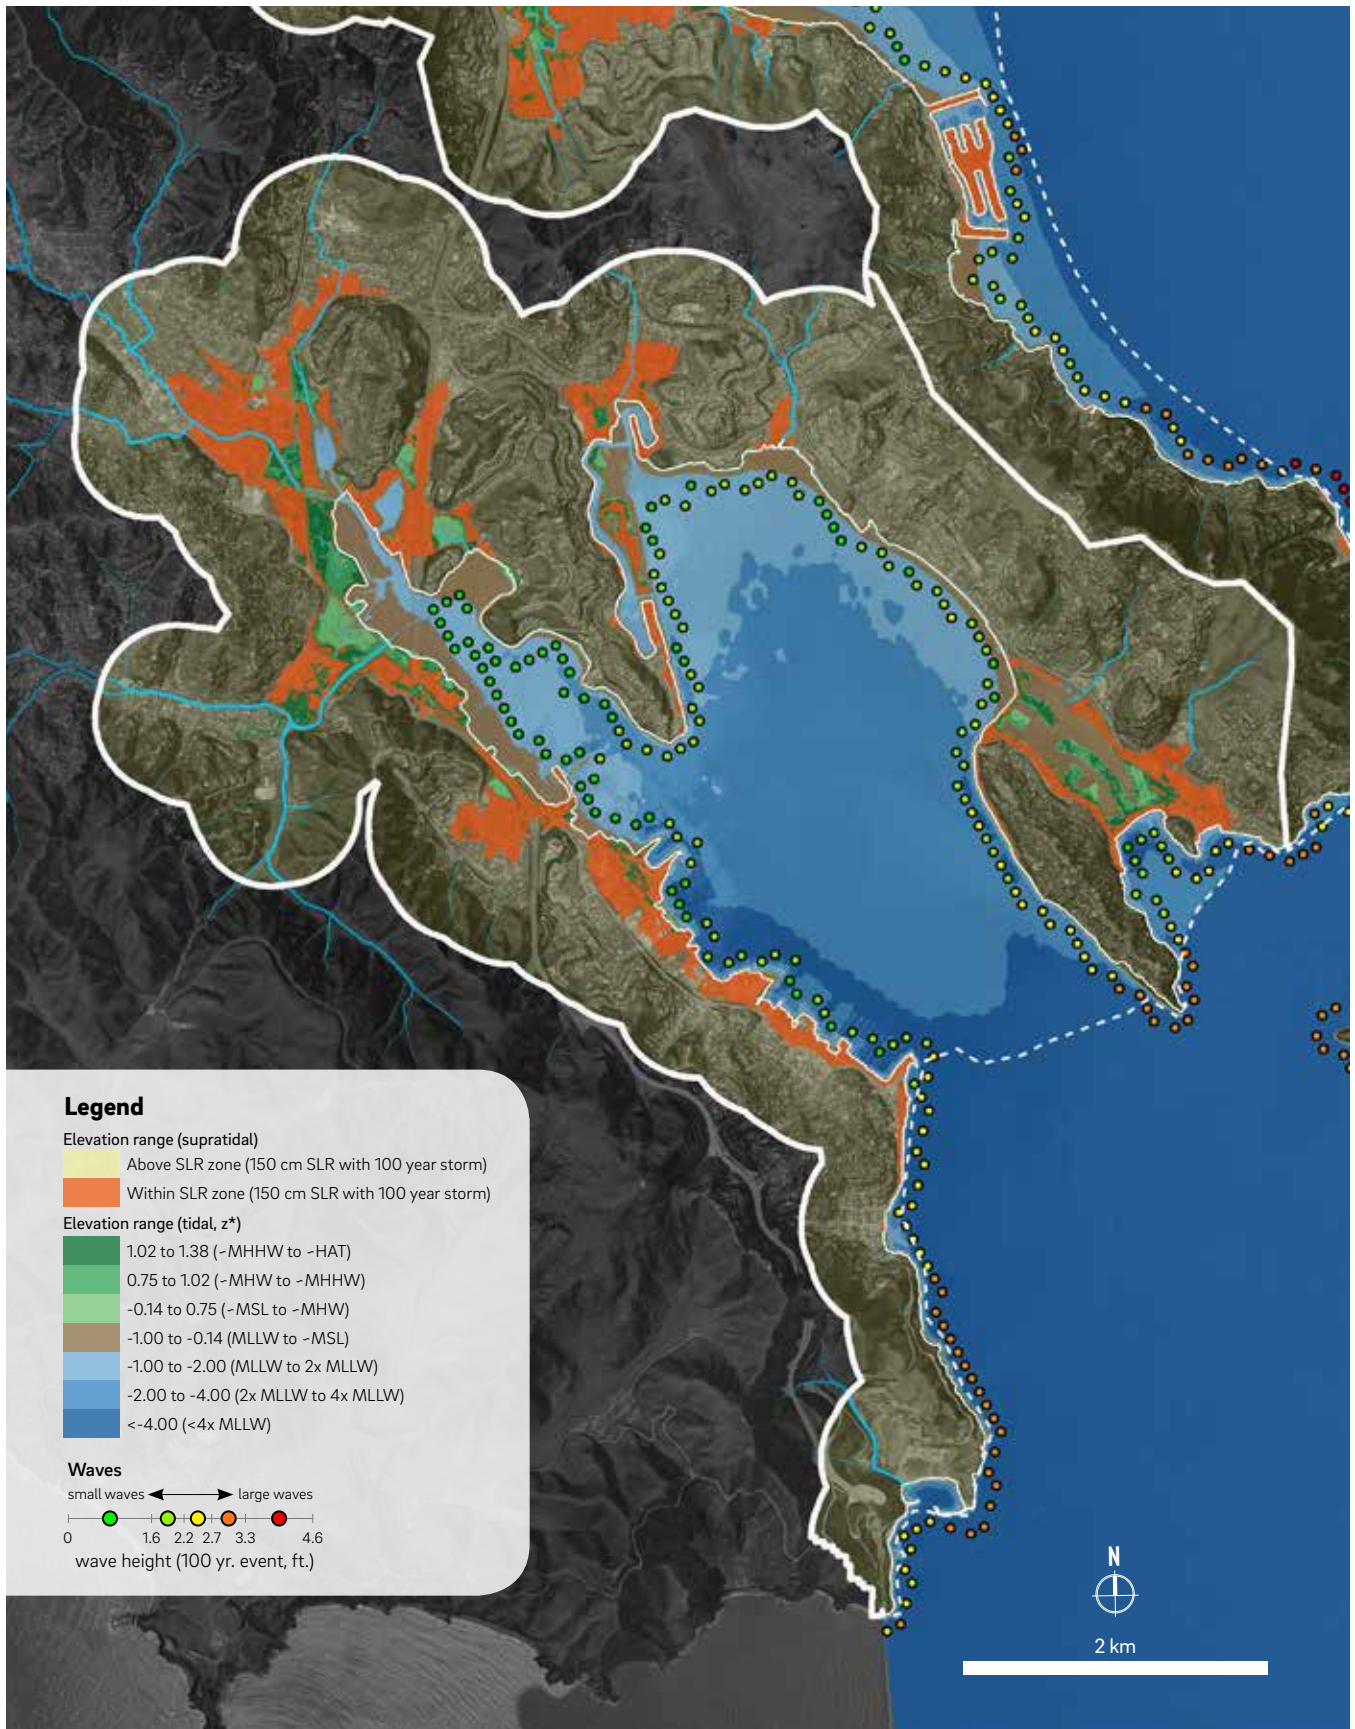 Legend
Elevation range (supratidal)
Above SLR zone (150 cm SLR with 100 year storm)
Within SLR zone (150 cm SLR with 100 year storm)
Elevation range (tidal, z*)
1.02 to 1.38 (~MHHW to ~HAT)
0.75 to 1.02 (~MHW to ~MHHW)
-0.14 to 0.75 (~MSL to ~MHW)
-1.00 to -0.14 (MLLW to ~MSL)
-1.00 to -2.00 (MLLW to 2x MLLW)
-2.00 to -4.00 (2x MLLW to 4x MLLW)
<-4.00 (<4x MLLW)
Waves
small waves large waves
0 1.6 2.2 2.7 3.3 4.6
wave height (100 yr. event, ft.)
N
2 km